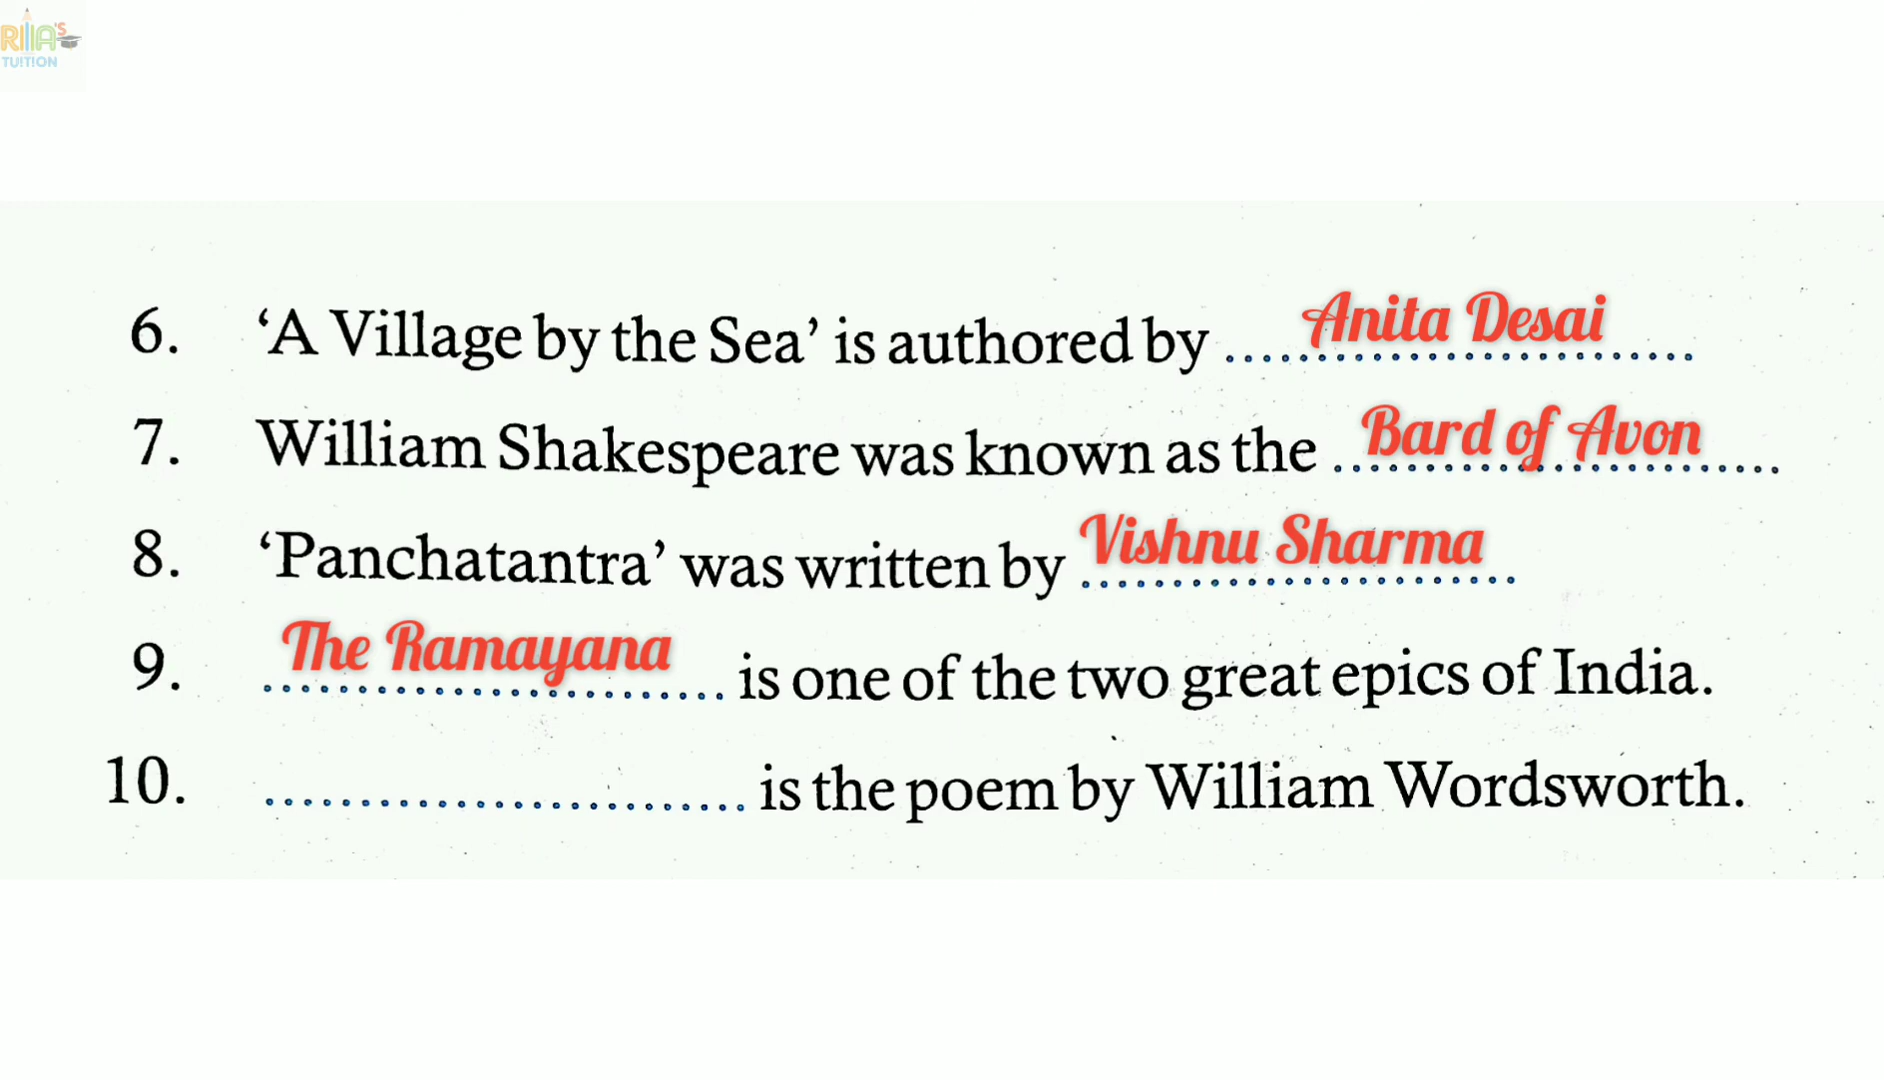 RIIA'S
TUITION
6. ‘A Village by the Sea’ is authored by .......................... Anita Desai
7. William Shakespeare was known as the ........................ Bard of Avon
8. ‘Panchatantra’ was written by ........................ Vishnu Sharma
9. The Ramayana ......................... is one of the two great epics of India.
10. .......................... is the poem by William Wordsworth.